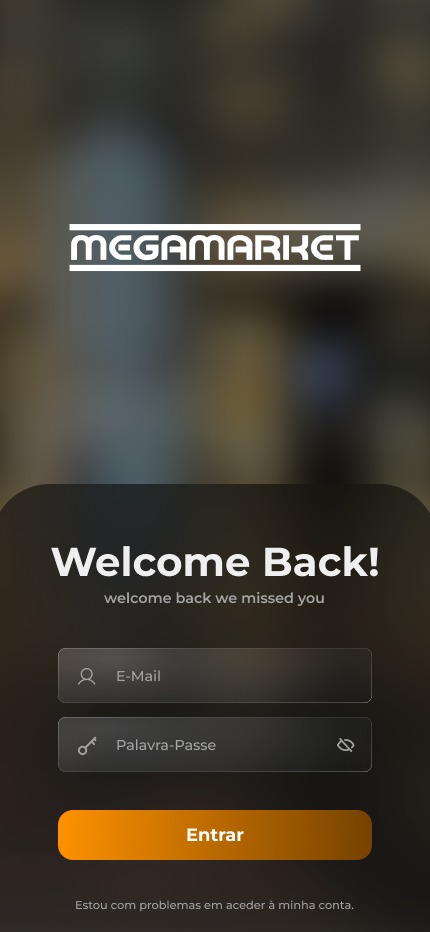 MEGAMARKET
Welcome Back!
welcome back we missed you
E-Mail
Palavra-Passe
Entrar
Estou com problemas em aceder à minha conta.